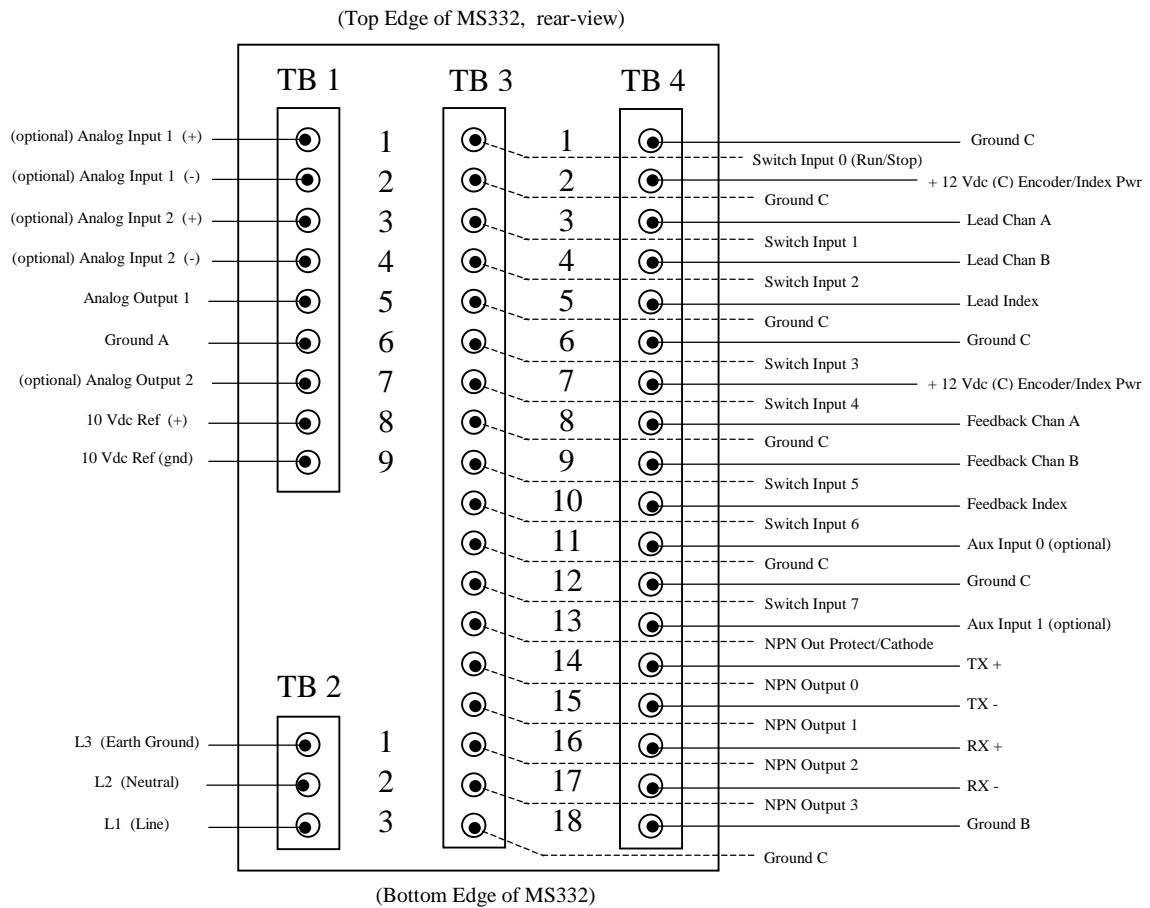 (Top Edge of MS332, rear-view)
TB 1
TB 3
TB 4
(optional) Analog Input 1 (+)
(optional) Analog Input 1 (-)
(optional) Analog Input 2 (+)
(optional) Analog Input 2 (-)
Analog Output 1
Ground A
(optional) Analog Output 2
10 Vdc Ref (+)
10 Vdc Ref (gnd)
1
2
3
4
5
6
7
8
9
TB 2
L3 (Earth Ground)
L2 (Neutral)
L1 (Line)
1
2
3
1
2
3
4
5
6
7
8
9
10
11
12
13
14
15
16
17
18
Switch Input 0 (Run/Stop)
Ground C
Switch Input 1
Switch Input 2
Ground C
Switch Input 3
Switch Input 4
Ground C
Switch Input 5
Switch Input 6
Ground C
Switch Input 7
NPN Out Protect/Cathode
NPN Output 0
NPN Output 1
NPN Output 2
NPN Output 3
Ground C
Ground C
+ 12 Vdc (C) Encoder/Index Pwr
Lead Chan A
Lead Chan B
Lead Index
Ground C
+ 12 Vdc (C) Encoder/Index Pwr
Feedback Chan A
Feedback Chan B
Feedback Index
Aux Input 0 (optional)
Ground C
Aux Input 1 (optional)
TX +
TX -
RX +
RX -
Ground B
(Bottom Edge of MS332)